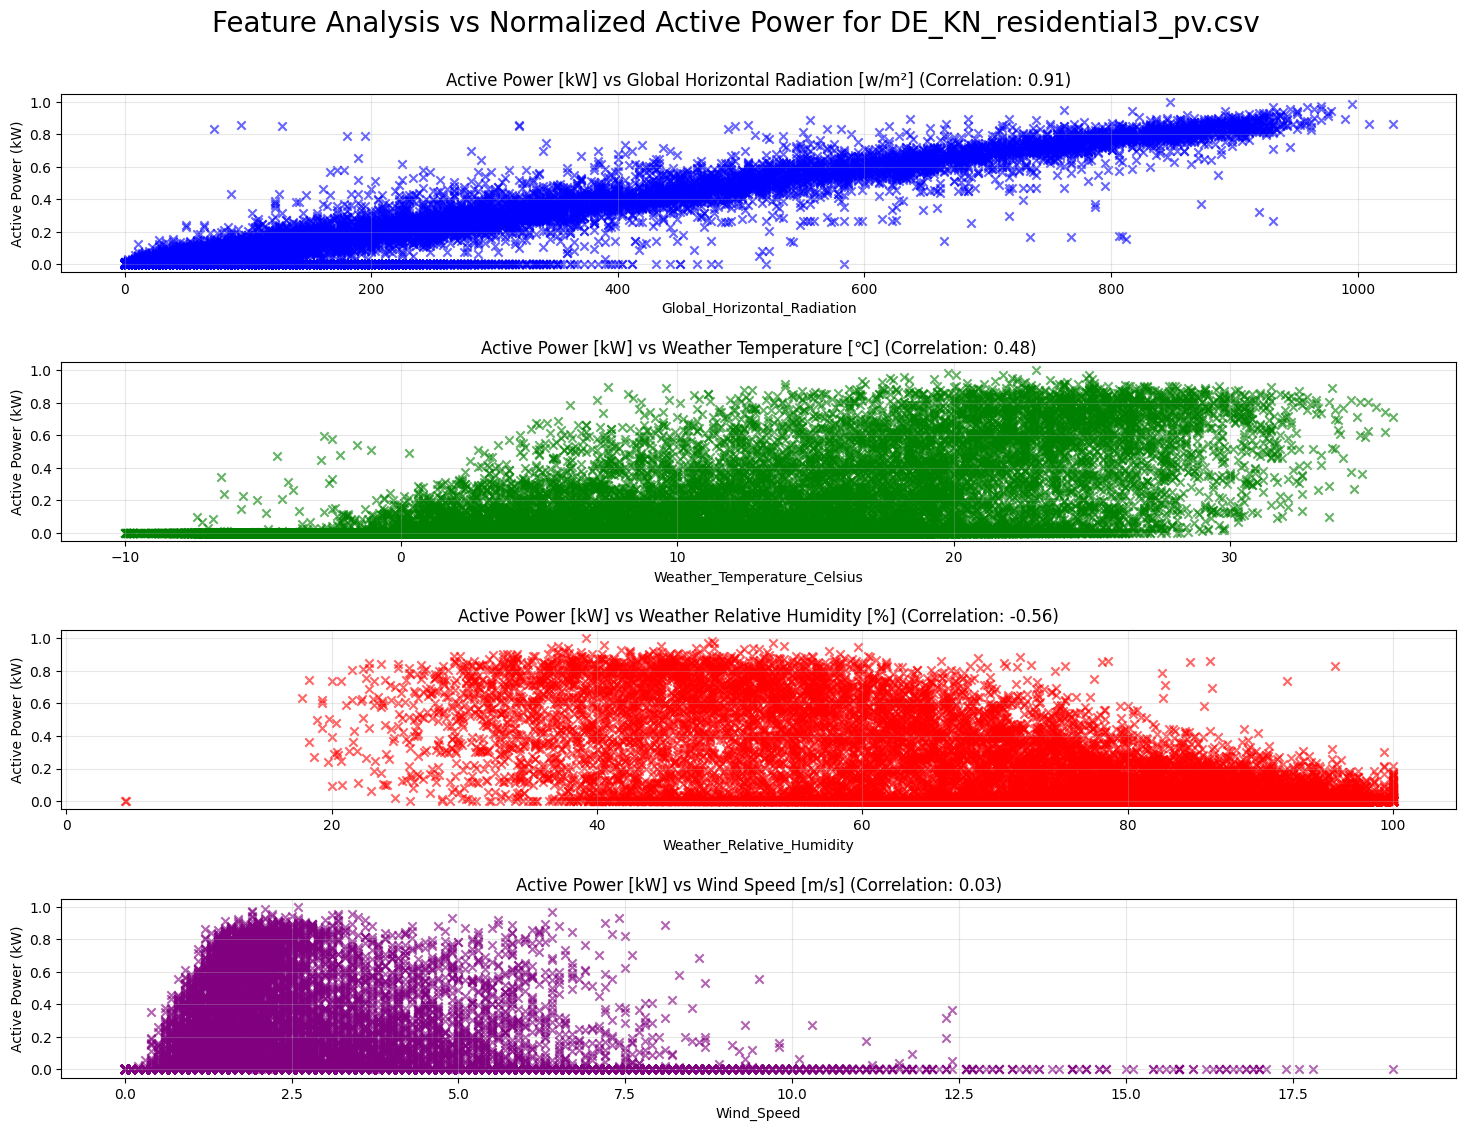 Feature Analysis vs Normalized Active Power for DE_KN_residential3_pv.csv
Active Power [kW] vs Global Horizontal Radiation [w/m²] (Correlation: 0.91)
Active Power (kW)
1.0
0.8
0.6
0.4
0.2
0.0
0 200 400 600 800 1000
Global_Horizontal_Radiation
Active Power [kW] vs Weather Temperature [℃] (Correlation: 0.48)
Active Power (kW)
1.0
0.8
0.6
0.4
0.2
0.0
−10 0 10 20 30
Weather_Temperature_Celsius
Active Power [kW] vs Weather Relative Humidity [%] (Correlation: -0.56)
Active Power (kW)
1.0
0.8
0.6
0.4
0.2
0.0
0 20 40 60 80 100
Weather_Relative_Humidity
Active Power [kW] vs Wind Speed [m/s] (Correlation: 0.03)
Active Power (kW)
1.0
0.8
0.6
0.4
0.2
0.0
0.0 2.5 5.0 7.5 10.0 12.5 15.0 17.5
Wind_Speed